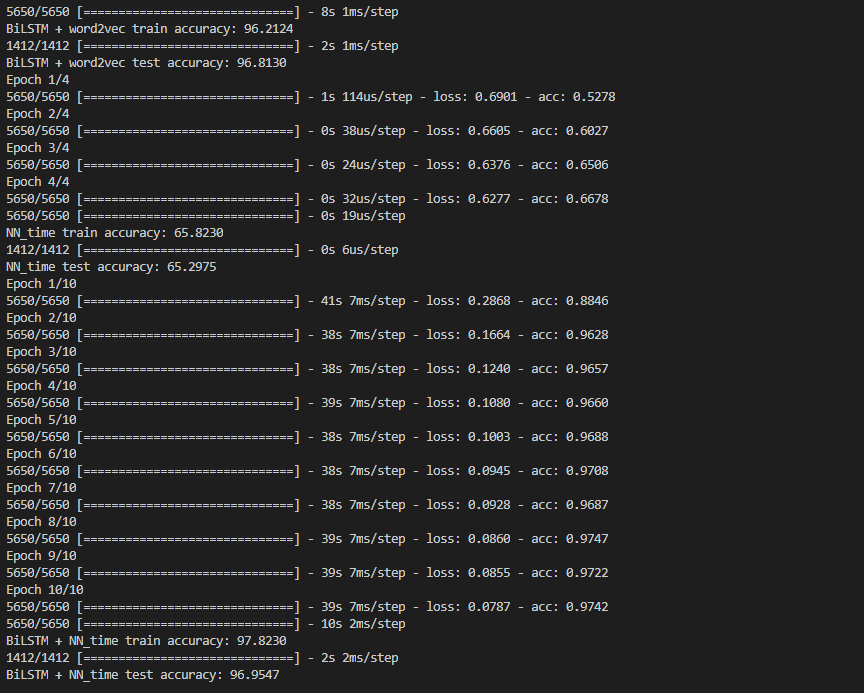 5650/5650 [==============================] - 8s 1ms/step
BiLSTM + word2vec train accuracy: 96.2124
1412/1412 [==============================] - 2s 1ms/step
BiLSTM + word2vec test accuracy: 96.8130
Epoch 1/4
5650/5650 [==============================] - 1s 114us/step - loss: 0.6901 - acc: 0.5278
Epoch 2/4
5650/5650 [==============================] - 0s 38us/step - loss: 0.6605 - acc: 0.6027
Epoch 3/4
5650/5650 [==============================] - 0s 24us/step - loss: 0.6376 - acc: 0.6506
Epoch 4/4
5650/5650 [==============================] - 0s 32us/step - loss: 0.6277 - acc: 0.6678
5650/5650 [==============================] - 0s 19us/step
NN_time train accuracy: 65.8230
1412/1412 [==============================] - 0s 6us/step
NN_time test accuracy: 65.2975
Epoch 1/10
5650/5650 [==============================] - 41s 7ms/step - loss: 0.2868 - acc: 0.8846
Epoch 2/10
5650/5650 [==============================] - 38s 7ms/step - loss: 0.1664 - acc: 0.9628
Epoch 3/10
5650/5650 [==============================] - 38s 7ms/step - loss: 0.1240 - acc: 0.9657
Epoch 4/10
5650/5650 [==============================] - 39s 7ms/step - loss: 0.1080 - acc: 0.9660
Epoch 5/10
5650/5650 [==============================] - 38s 7ms/step - loss: 0.1003 - acc: 0.9688
Epoch 6/10
5650/5650 [==============================] - 38s 7ms/step - loss: 0.0945 - acc: 0.9708
Epoch 7/10
5650/5650 [==============================] - 38s 7ms/step - loss: 0.0928 - acc: 0.9687
Epoch 8/10
5650/5650 [==============================] - 39s 7ms/step - loss: 0.0860 - acc: 0.9747
Epoch 9/10
5650/5650 [==============================] - 39s 7ms/step - loss: 0.0855 - acc: 0.9722
Epoch 10/10
5650/5650 [==============================] - 39s 7ms/step - loss: 0.0787 - acc: 0.9742
5650/5650 [==============================] - 10s 2ms/step
BiLSTM + NN_time train accuracy: 97.8230
1412/1412 [==============================] - 2s 2ms/step
BiLSTM + NN_time test accuracy: 96.9547